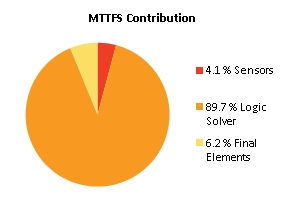 MTTFS Contribution
4.1 % Sensors
89.7 % Logic
Solver
6.2 % Final
Elements